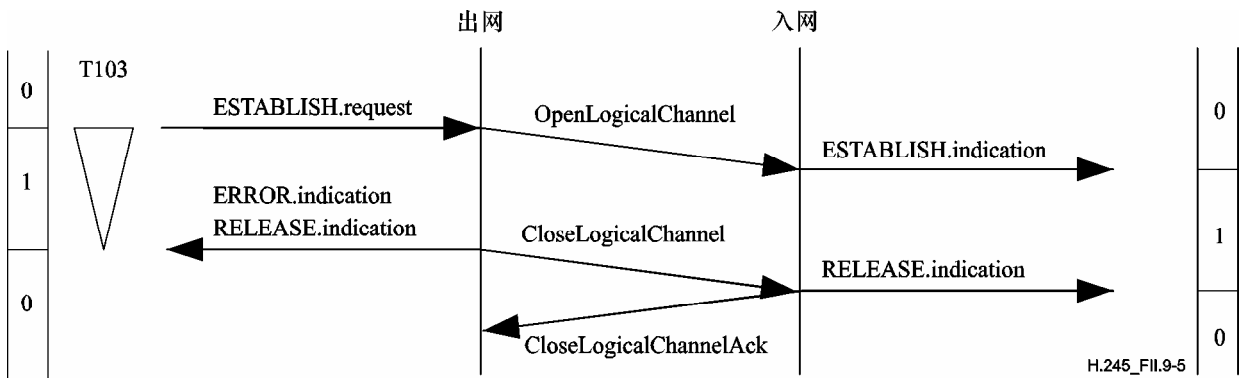 出网 入网
T103
0
0
ESTABLISH.request
OpenLogicalChannel
ESTABLISH.indication
1
ERROR.indication
RELEASE.indication
CloseLogicalChannel
1
RELEASE.indication
0
CloseLogicalChannelAck
0
H.245_FII.9-5